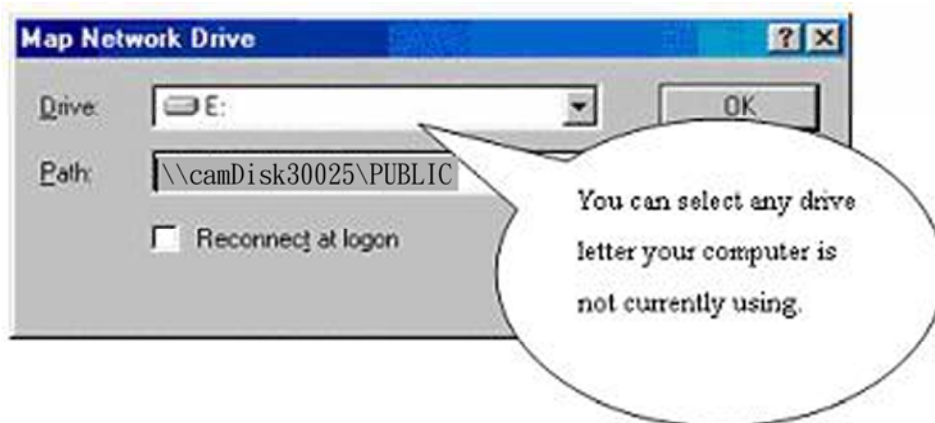 Map Network Drive
Drive:
E:
OK
Path:
\\camDisk30025\PUBLIC
Reconnect at logon
You can select any drive
letter your computer is
not currently using.